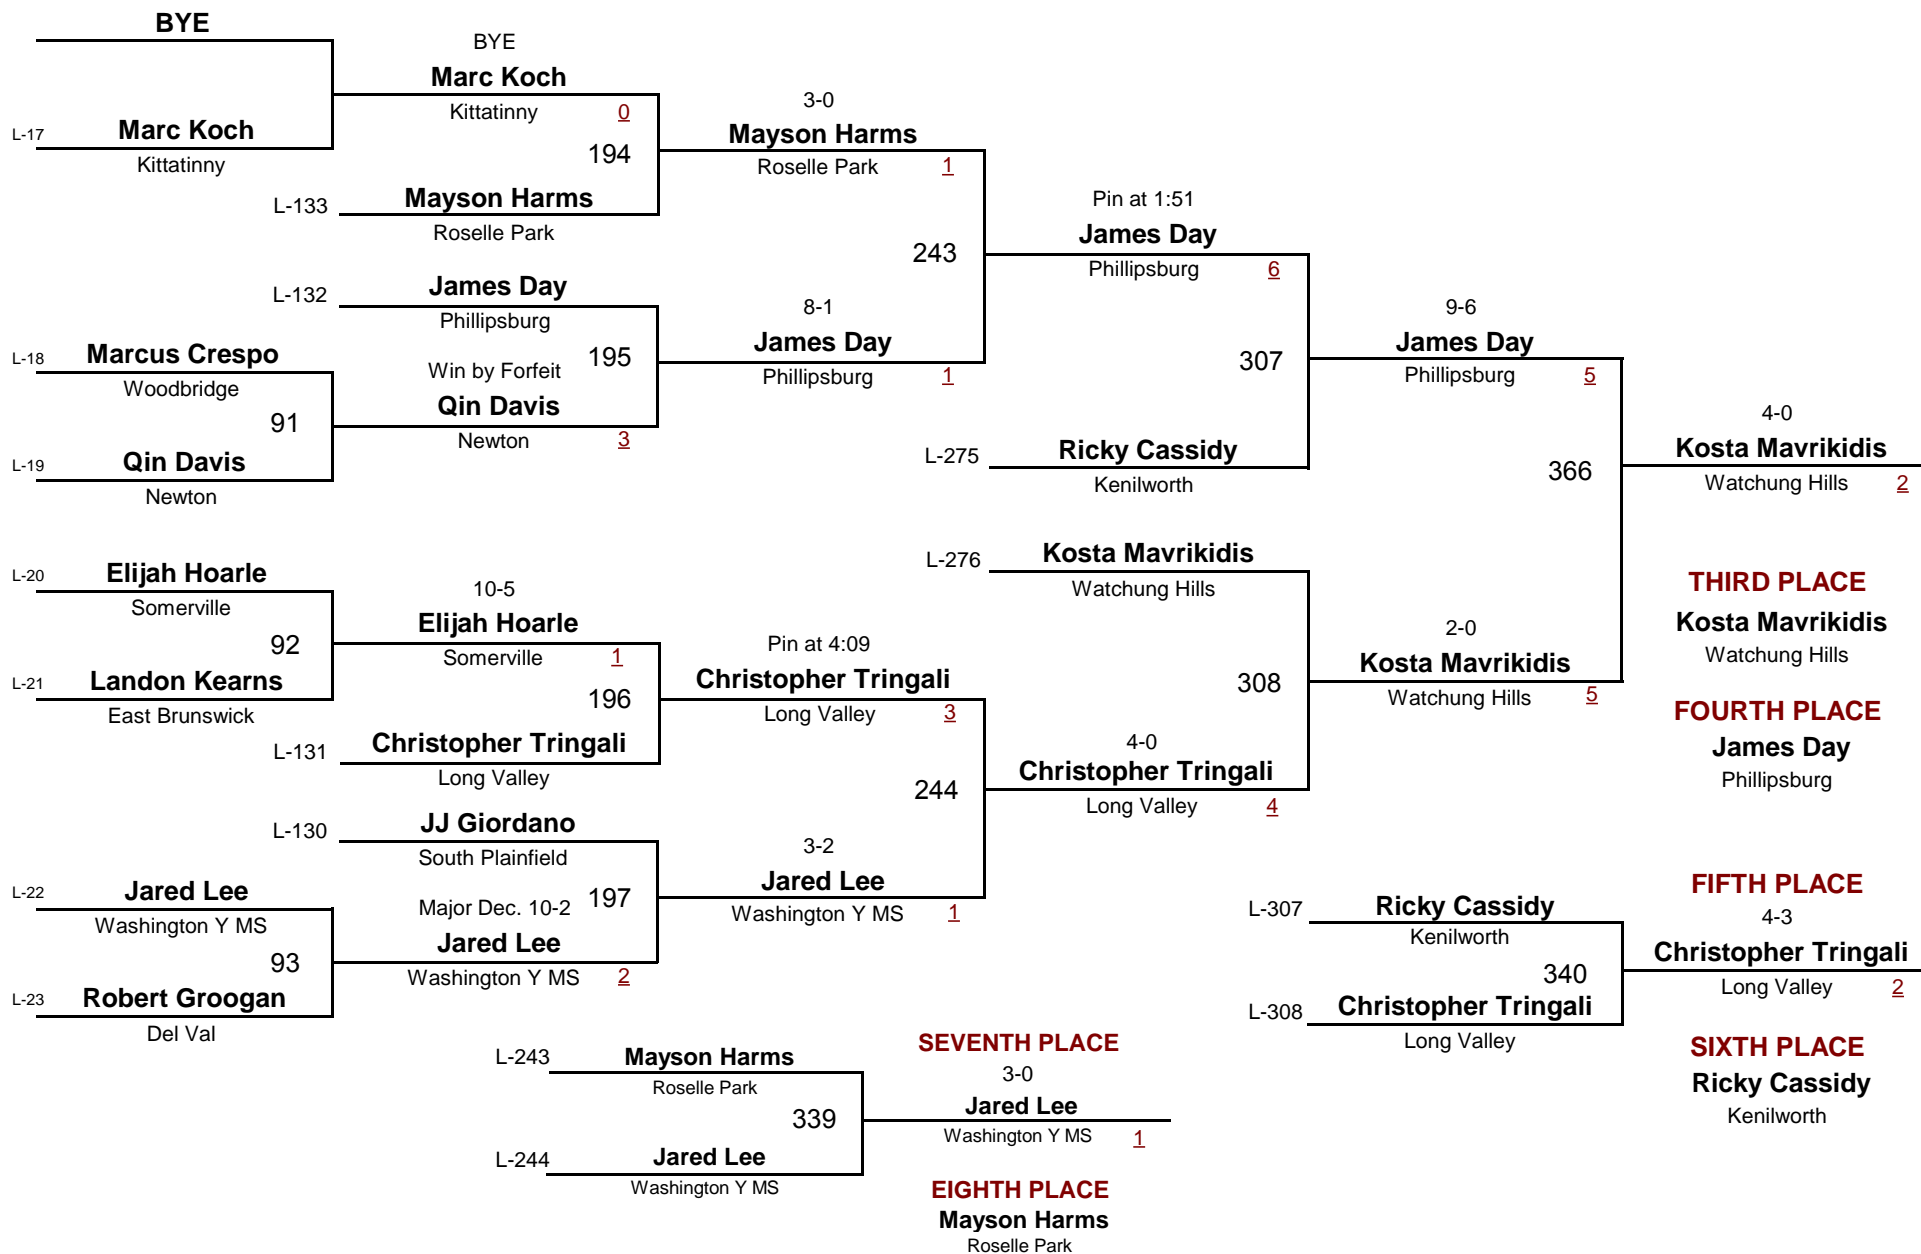 BYE
L-17
Marc Koch
Kittatinny
L-18
Marcus Crespo
Woodbridge
91
L-19
Qin Davis
Newton
L-20
Elijah Hoarle
Somerville
92
L-21
Landon Kearns
East Brunswick
L-22
Jared Lee
Washington Y MS
93
L-23
Robert Groogan
Del Val
BYE
Marc Koch
Kittatinny
0
194
L-133
Mayson Harms
Roselle Park
L-132
James Day
Phillipsburg
195
Win by Forfeit
Qin Davis
Newton
3
10-5
Elijah Hoarle
Somerville
1
196
L-131
Christopher Tringali
Long Valley
L-130
JJ Giordano
South Plainfield
Major Dec. 10-2
197
Jared Lee
Washington Y MS
2
3-0
Mayson Harms
Roselle Park
1
243
8-1
James Day
Phillipsburg
1
Pin at 4:09
Christopher Tringali
Long Valley
3
244
3-2
Jared Lee
Washington Y MS
1
Pin at 1:51
James Day
Phillipsburg
6
307
L-275
Ricky Cassidy
Kenilworth
L-276
Kosta Mavrikidis
Watchung Hills
308
4-0
Christopher Tringali
Long Valley
4
9-6
James Day
Phillipsburg
5
366
2-0
Kosta Mavrikidis
Watchung Hills
5
4-0
Kosta Mavrikidis
Watchung Hills
2
THIRD PLACE
Kosta Mavrikidis
Watchung Hills
FOURTH PLACE
James Day
Phillipsburg
L-307
Ricky Cassidy
Kenilworth
340
L-308
Christopher Tringali
Long Valley
FIFTH PLACE
4-3
Christopher Tringali
Long Valley
2
SIXTH PLACE
Ricky Cassidy
Kenilworth
L-243
Mayson Harms
Roselle Park
339
L-244
Jared Lee
Washington Y MS
SEVENTH PLACE
3-0
Jared Lee
Washington Y MS
1
EIGHTH PLACE
Mayson Harms
Roselle Park